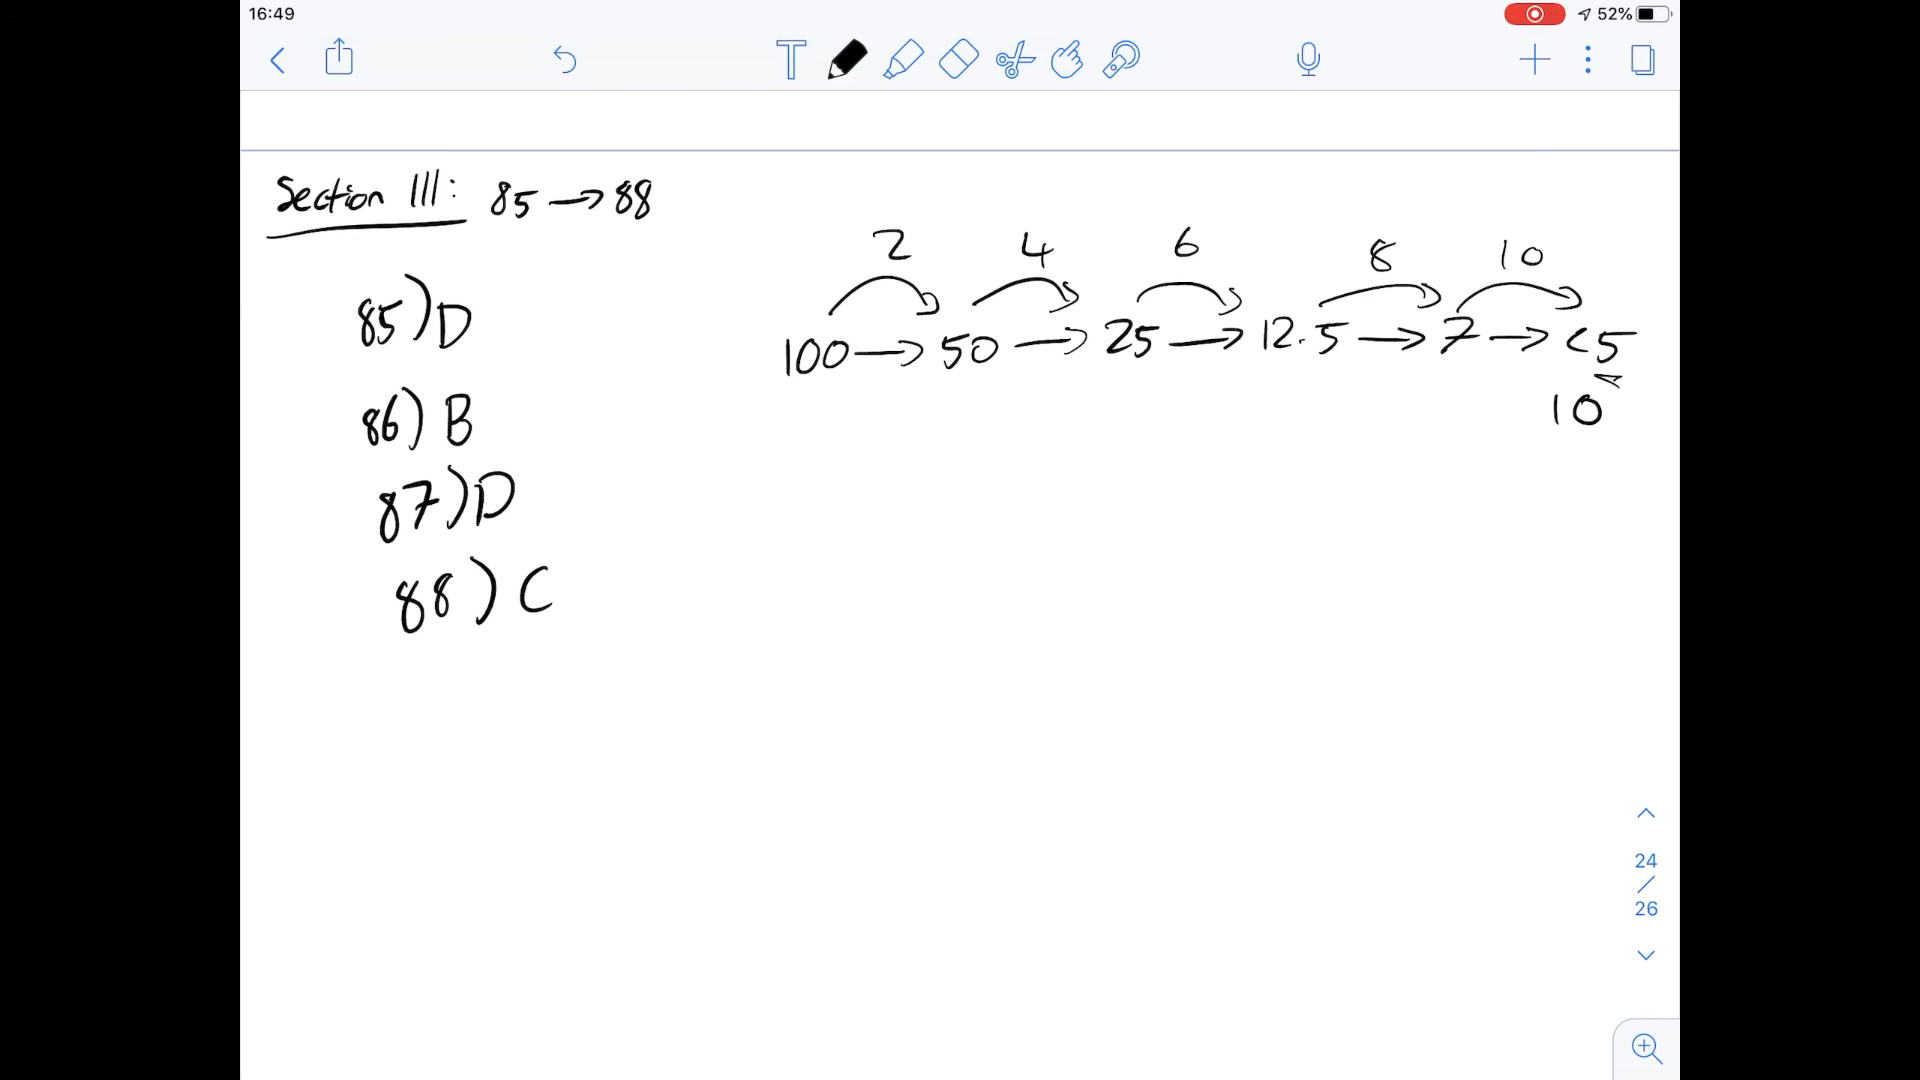 16:49
52%
T
Section III: 85 → 88
2 4 6 8 10
100 → 50 → 25 → 12.5 → 7 → <5
10
85) D
86) B
87) D
88) C
24
/
26